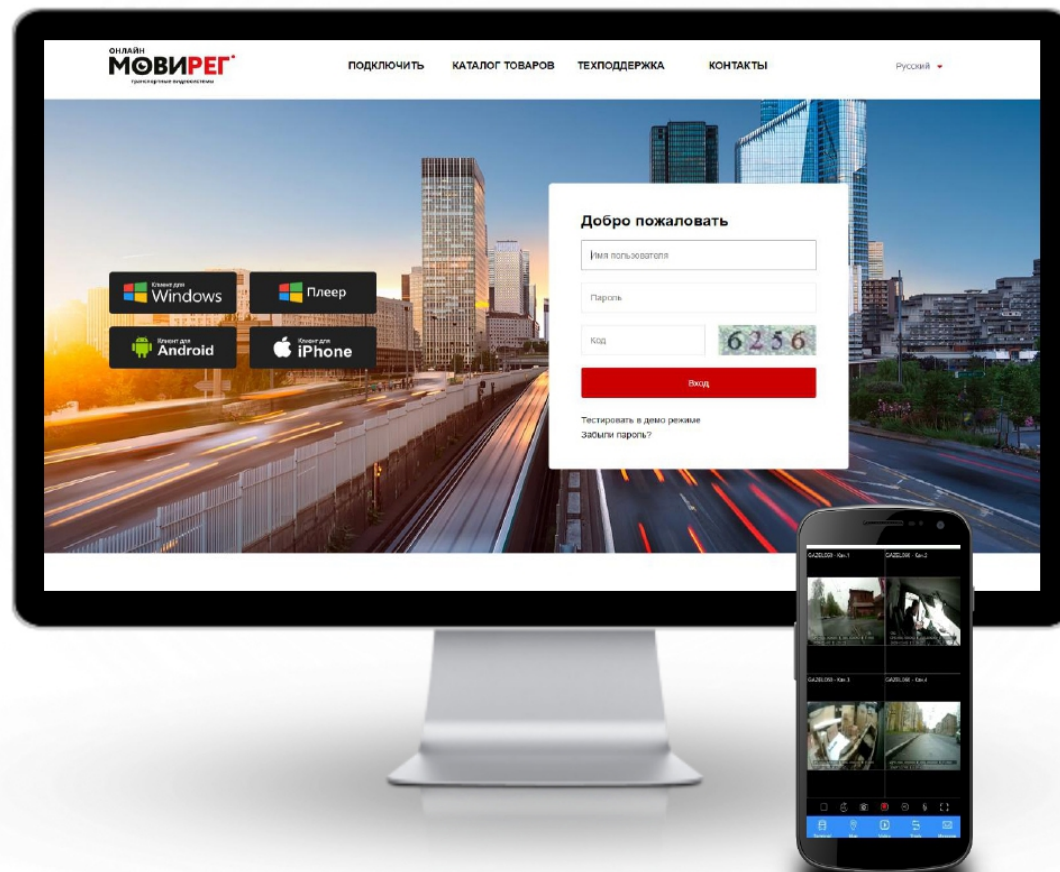 ОНЛАЙН
МОВИРЕГ
транспортные видеосистемы
ПОДКЛЮЧИТЬ
КАТАЛОГ ТОВАРОВ
ТЕХПОДДЕРЖКА
КОНТАКТЫ
Русский
Добро пожаловать
Имя пользователя
Пароль
Код
6256
Вход
Тестировать в демо режиме
Забыли пароль?
Клиент для
Windows
Плеер
Клиент для
Android
Клиент для
iPhone